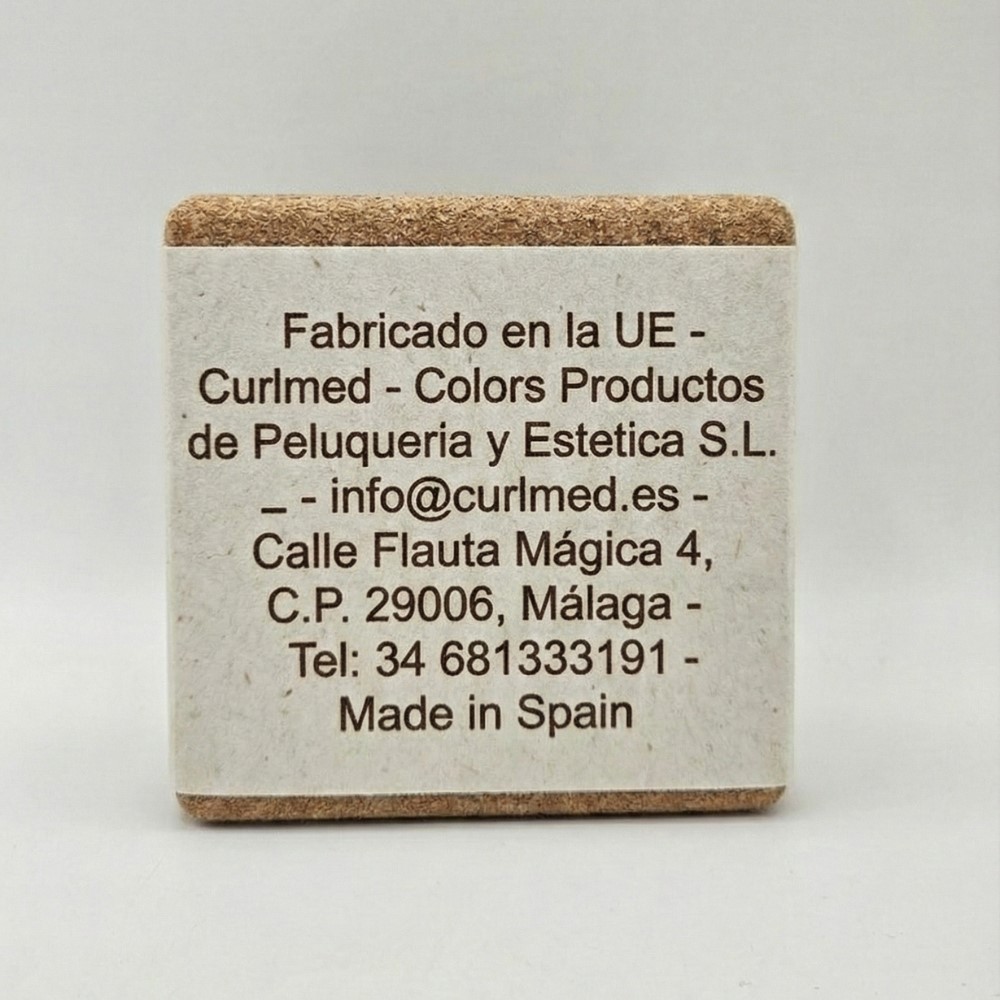 Fabricado en la UE -
Curlmed - Colors Productos
de Peluqueria y Estetica S.L.
_ - info@curlmed.es -
Calle Flauta Mágica 4,
C.P. 29006, Málaga -
Tel: 34 681333191 -
Made in Spain